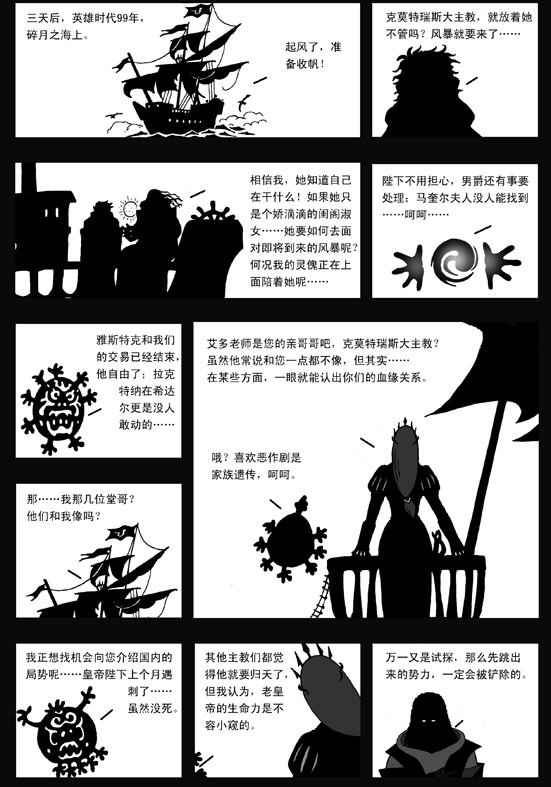 三天后，英雄时代99年，
碎月之海上。
起风了，准
备收帆！
克莫特瑞斯大主教，就放着她
不管吗？风暴就要来了……
相信我，她知道自己
在干什么！如果她只
是个娇滴滴的闺阁淑
女……她要如何去面
对即将到来的风暴呢？
何况我的灵傀正在上
面陪着她呢……
陛下不用担心，男爵还有事要
处理；马奎尔夫人没人能找到
……呵呵……
雅斯特克和我们
的交易已经结束，
他自由了；拉克
特纳在希达
尔更是没人
敢动的……
艾多老师是您的亲哥哥吧，克莫特瑞斯大主教？
虽然他常说和您一点都不像，但其实……
在某些方面，一眼就能认出你们的血缘关系。
哦？喜欢恶作剧是
家族遗传，呵呵。
那……我那几位堂哥？
他们和我像吗？
我正想找机会向您介绍国内的
局势呢……皇帝陛下上个月遇
刺了……
虽然没死。
其他主教们都觉
得他就要归天了，
但我认为，老皇
帝的生命力是不
容小窥的。
万一又是试探，那么先跳出
来的势力，一定会被铲除的。